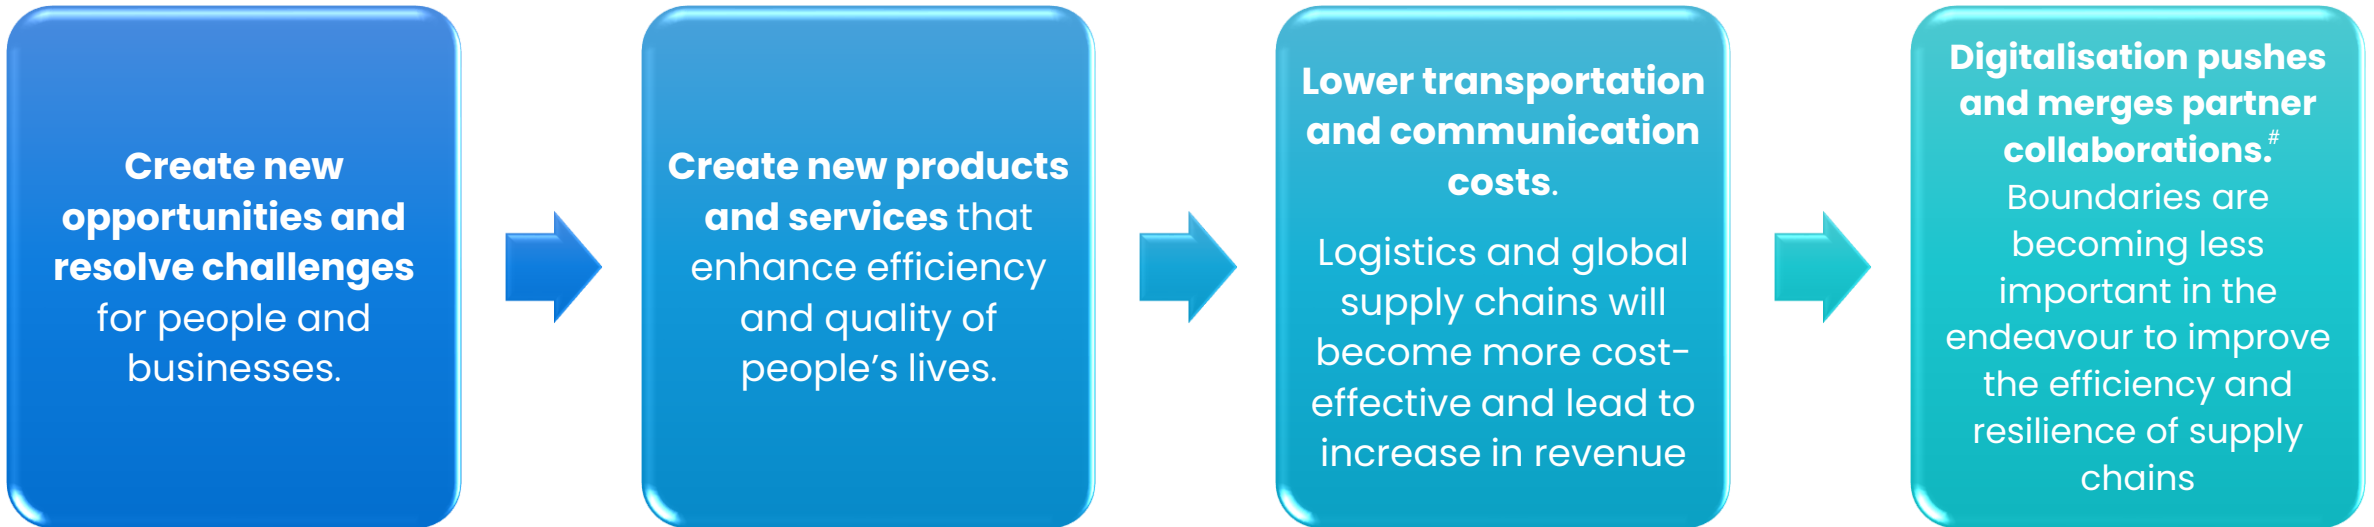 Create new
opportunities and
resolve challenges
for people and
businesses.
Create new products
and services that
enhance efficiency
and quality of
people’s lives.
Lower transportation
and communication
costs.
Logistics and global
supply chains will
become more cost-
effective and lead to
increase in revenue
Digitalisation pushes
and merges partner
collaborations.#
Boundaries are
becoming less
important in the
endeavour to improve
the efficiency and
resilience of supply
chains